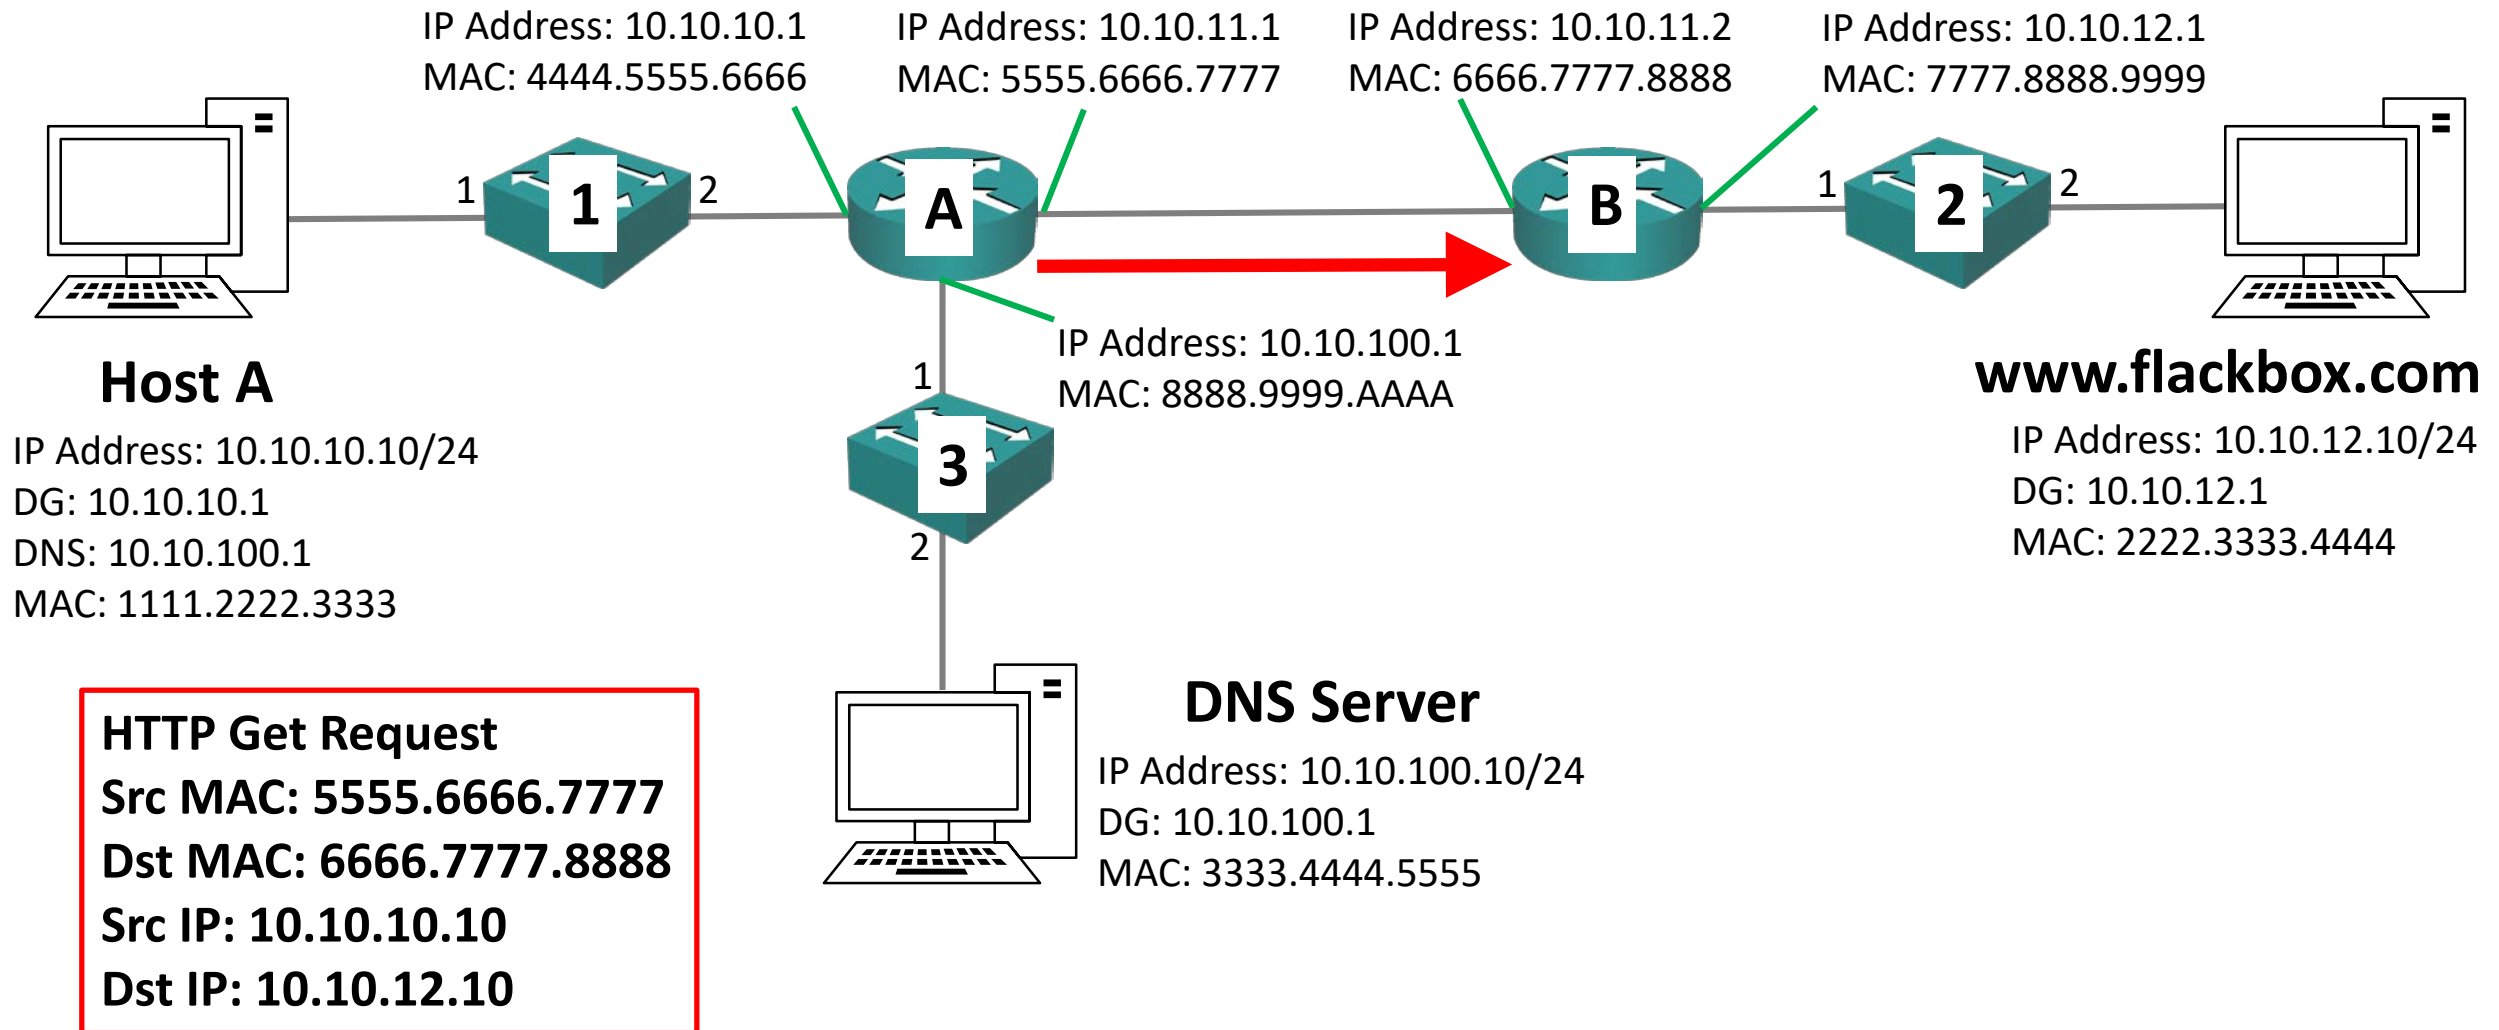 IP Address: 10.10.10.1
MAC: 4444.5555.6666
IP Address: 10.10.11.1
MAC: 5555.6666.7777
IP Address: 10.10.11.2
MAC: 6666.7777.8888
IP Address: 10.10.12.1
MAC: 7777.8888.9999
1
1
2
A
B
1
2
2
IP Address: 10.10.100.1
MAC: 8888.9999.AAAA
1
3
2
Host A
IP Address: 10.10.10.10/24
DG: 10.10.10.1
DNS: 10.10.100.1
MAC: 1111.2222.3333
www.flackbox.com
IP Address: 10.10.12.10/24
DG: 10.10.12.1
MAC: 2222.3333.4444
HTTP Get Request
Src MAC: 5555.6666.7777
Dst MAC: 6666.7777.8888
Src IP: 10.10.10.10
Dst IP: 10.10.12.10
DNS Server
IP Address: 10.10.100.10/24
DG: 10.10.100.1
MAC: 3333.4444.5555